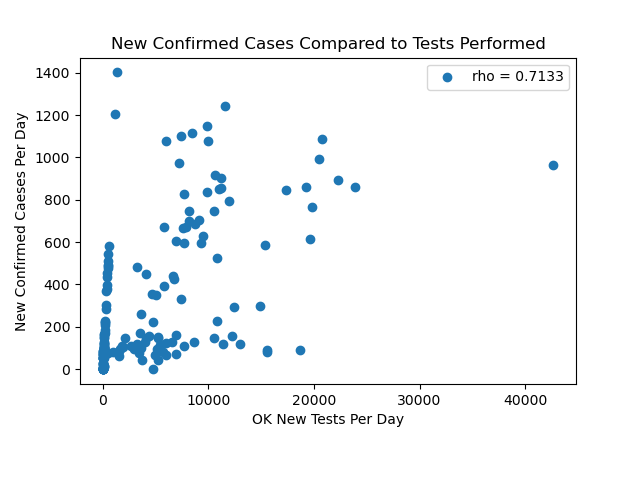 New Confirmed Cases Compared to Tests Performed
rho = 0.7133
New Confirmed Caeses Per Day
1400
1200
1000
800
600
400
200
0
0 10000 20000 30000 40000
OK New Tests Per Day